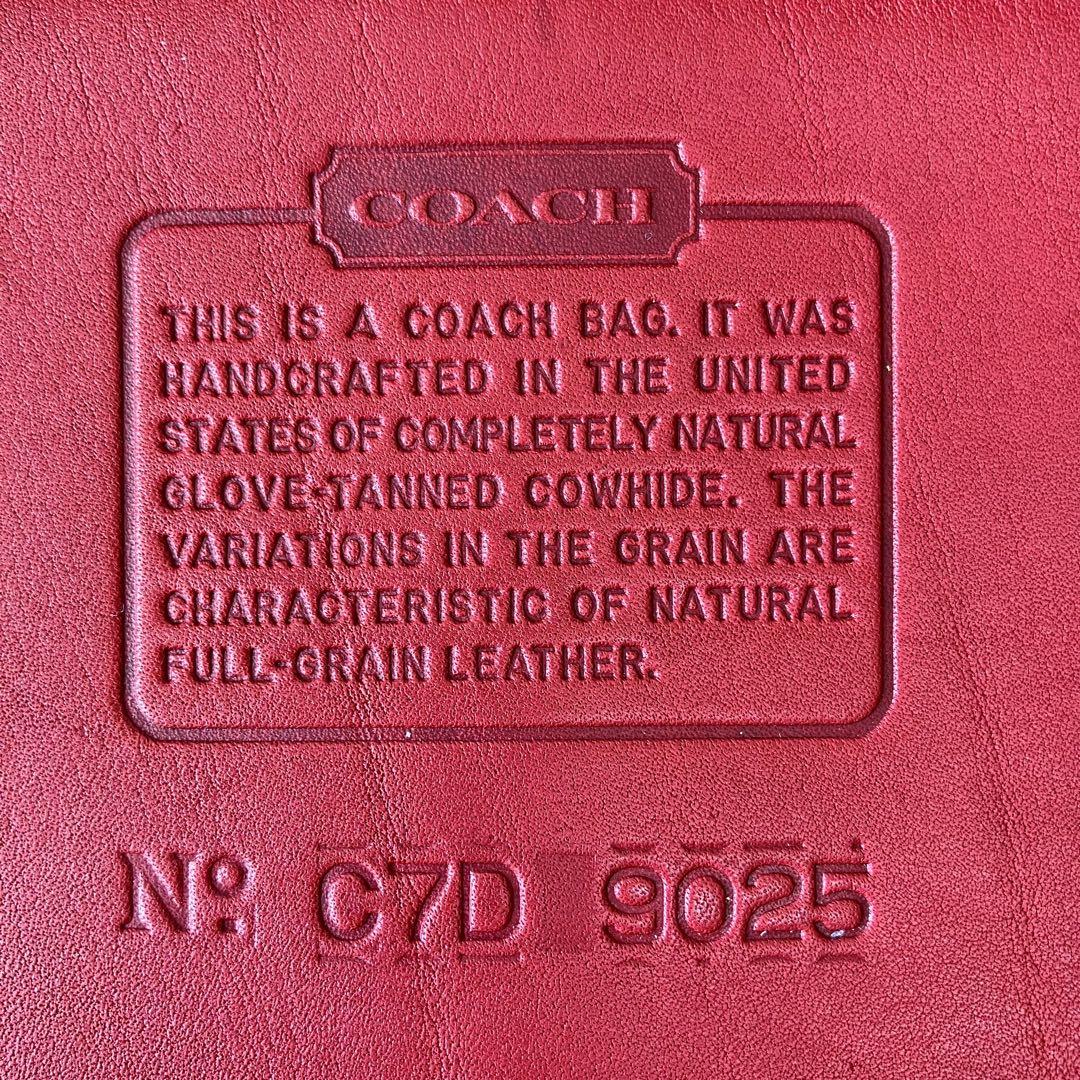 COACH
THIS IS A COACH BAG. IT WAS
HANDCRAFTED IN THE UNITED
STATES OF COMPLETELY NATURAL
GLOVE-TANNED COWHIDE. THE
VARIATIONS IN THE GRAIN ARE
CHARACTERISTIC OF NATURAL
FULL-GRAIN LEATHER.
Nº. C7D 9025